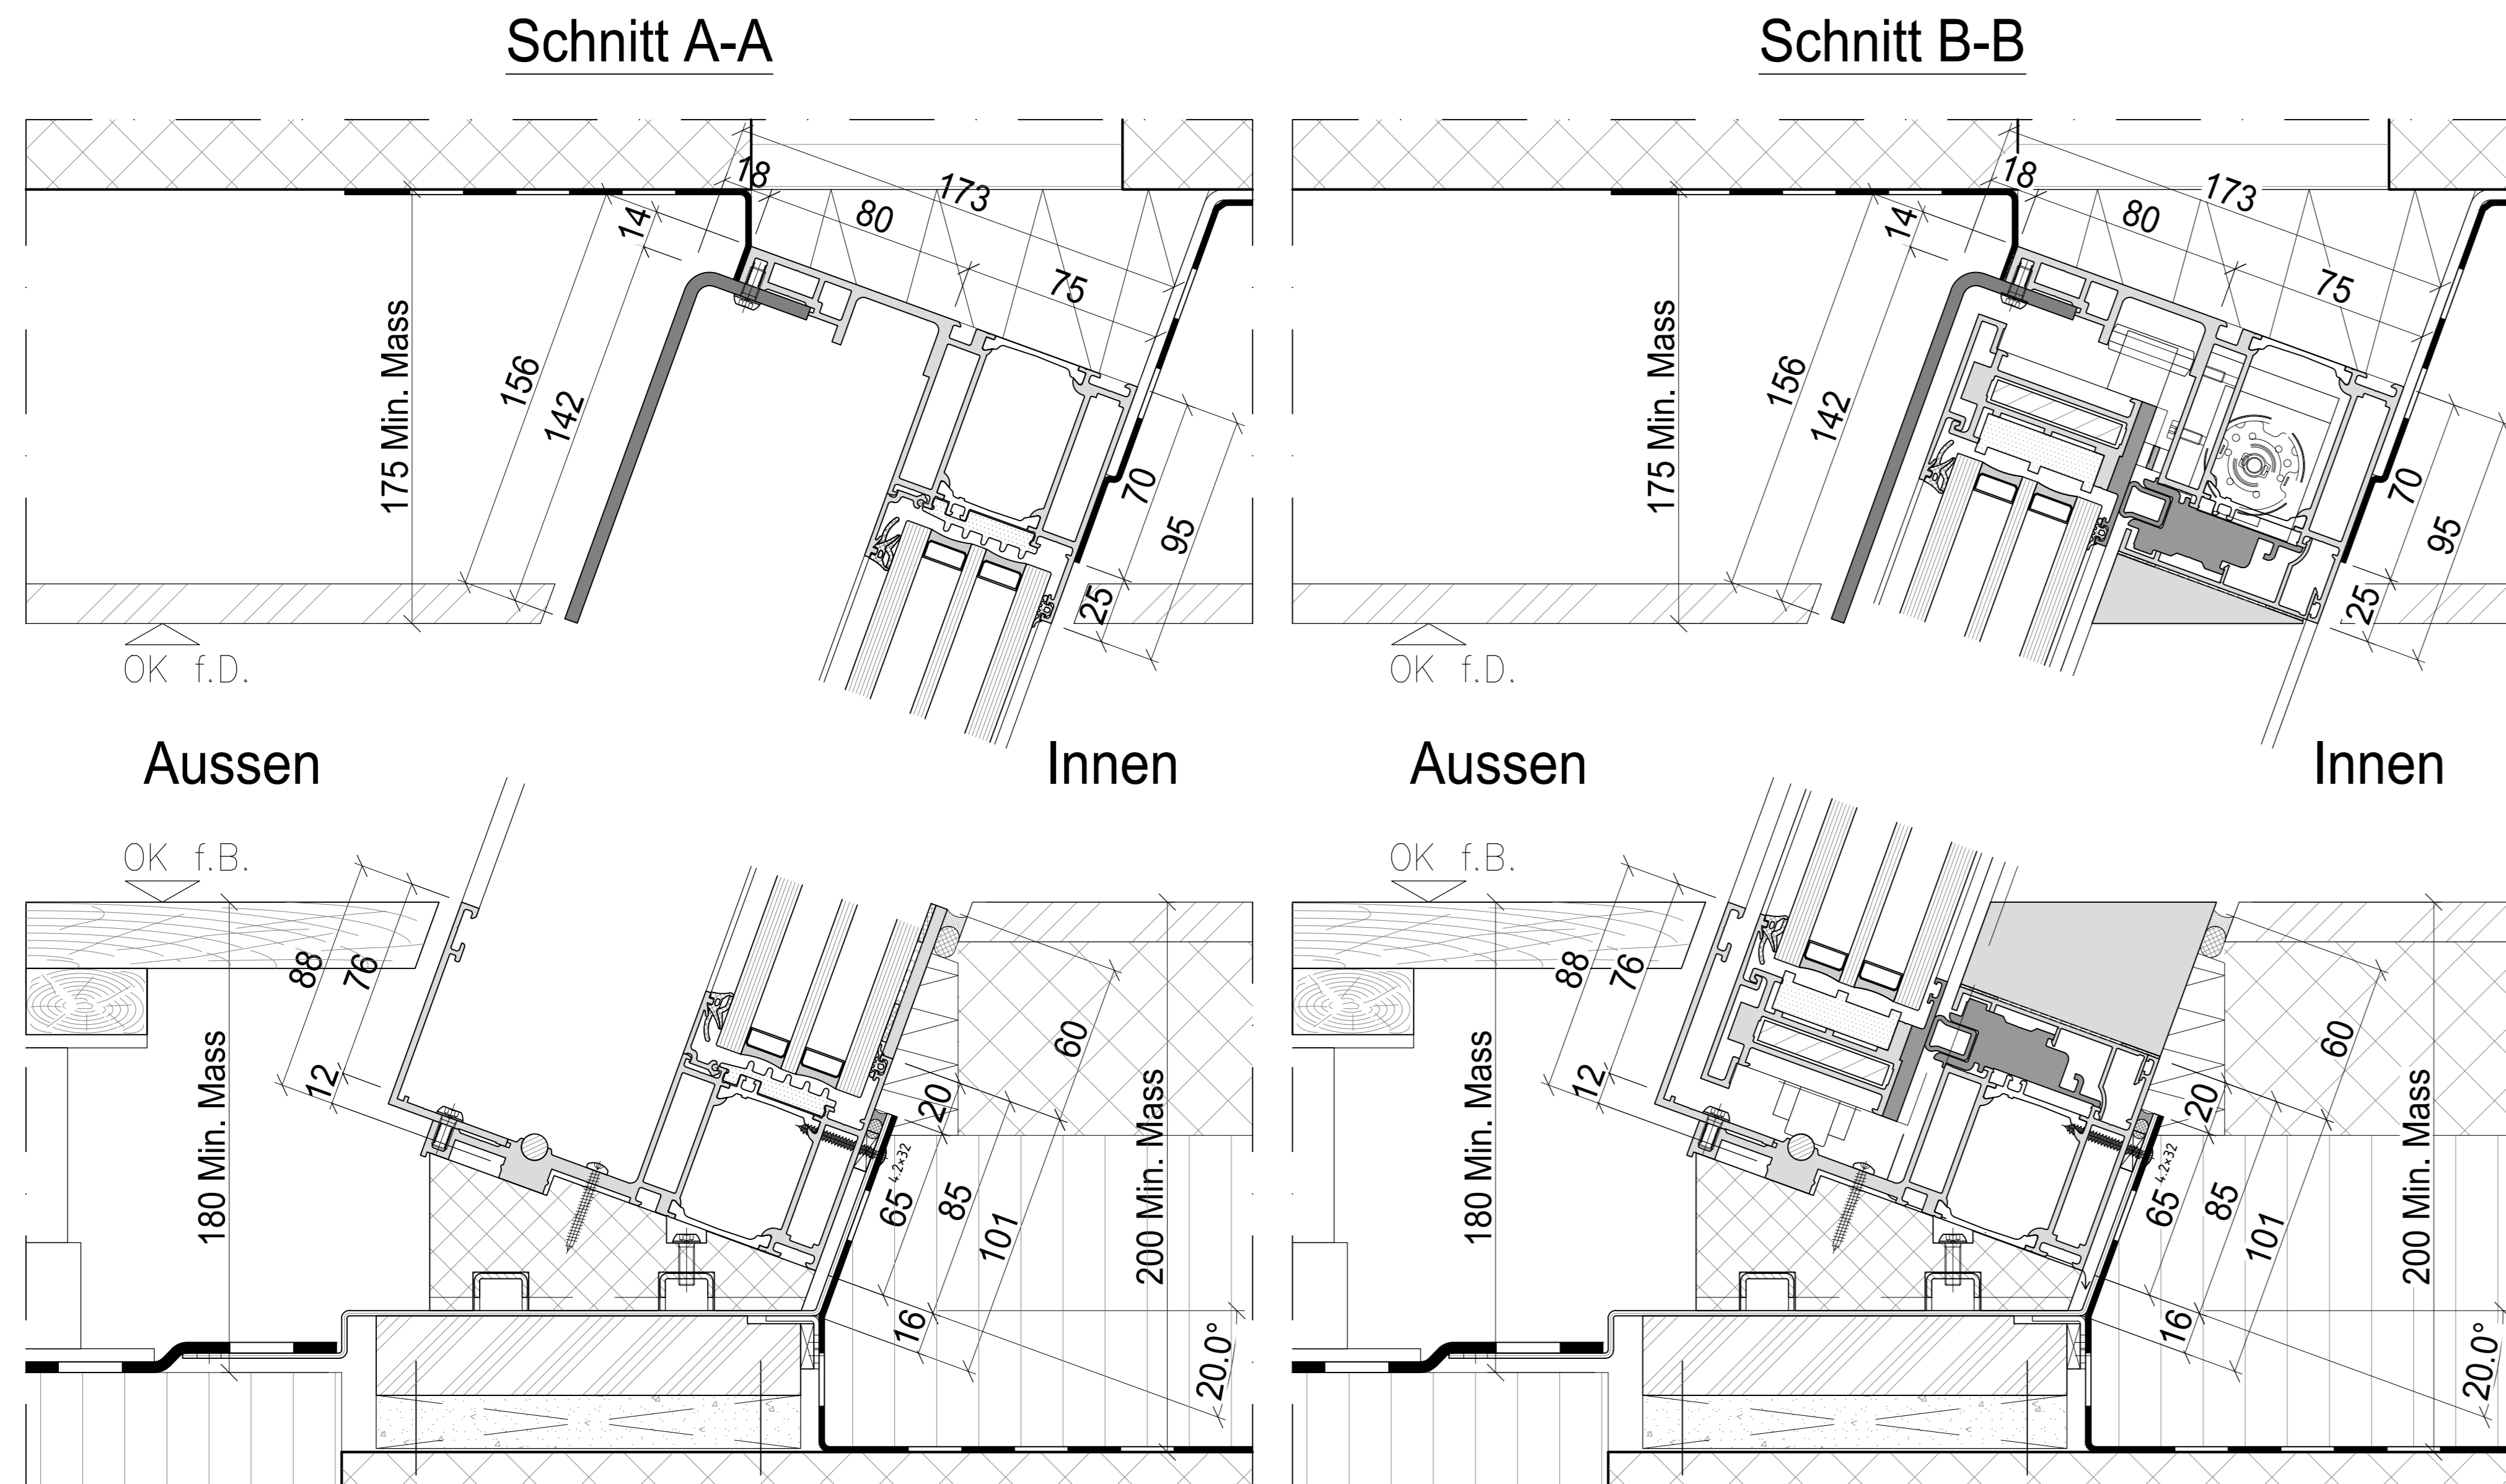 Schnitt A-A
18
173
14
80
75
175 Min. Mass
156
142
70
95
25
OK f.D.
Aussen
Innen
OK f.B.
88
76
12
180 Min. Mass
60
20
4.2x32
65
85
101
200 Min. Mass
16
20.0°
Schnitt B-B
18
173
14
80
75
175 Min. Mass
156
142
70
95
25
OK f.D.
Aussen
Innen
OK f.B.
88
76
12
180 Min. Mass
60
20
4.2x32
65
85
101
200 Min. Mass
16
20.0°